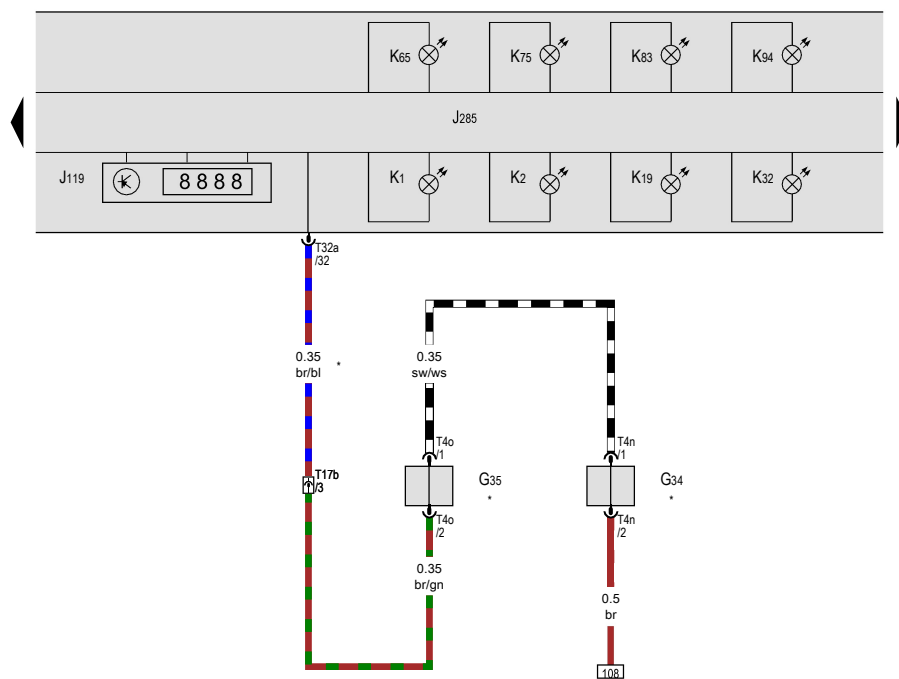 K65
K75
K83
K94
J285
J119
8888
K1
K2
K19
K32
T32a
/32
0.35
br/bl
*
0.35
sw/ws
T4o
/1
T4n
/1
T17b
/3
G35
*
G34
*
T4o
/2
T4n
/2
0.35
br/gn
0.5
br
108